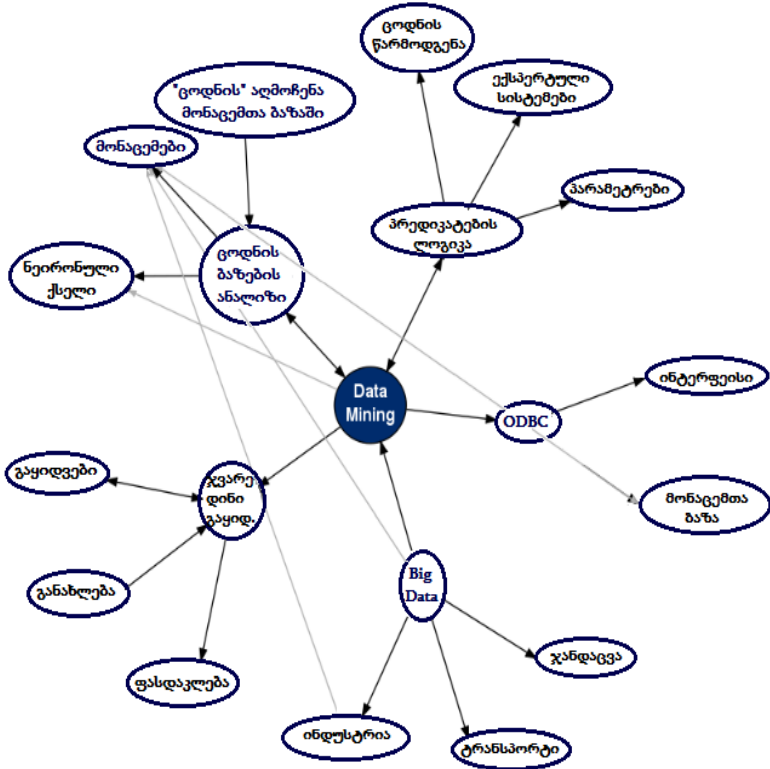 ცოდნის
წარმოდგენა
ექსპერტული
სისტემები
"ცოდნის" აღმოჩენა
მონაცემთა ბაზაში
მონაცემები
პარამეტრები
პრედიკატების
ლოგიკა
ცოდნის
ბაზების
ანალიზი
ნეირონული
ქსელი
Data
Mining
ინტერფეისი
ODBC
გაყიდვები
ჯვარე
დინი
გაყიდ.
მონაცემთა
ბაზა
Big
Data
განახლება
ჯანდაცვა
ფასდაკლება
ინდუსტრია
ტრანსპორტი